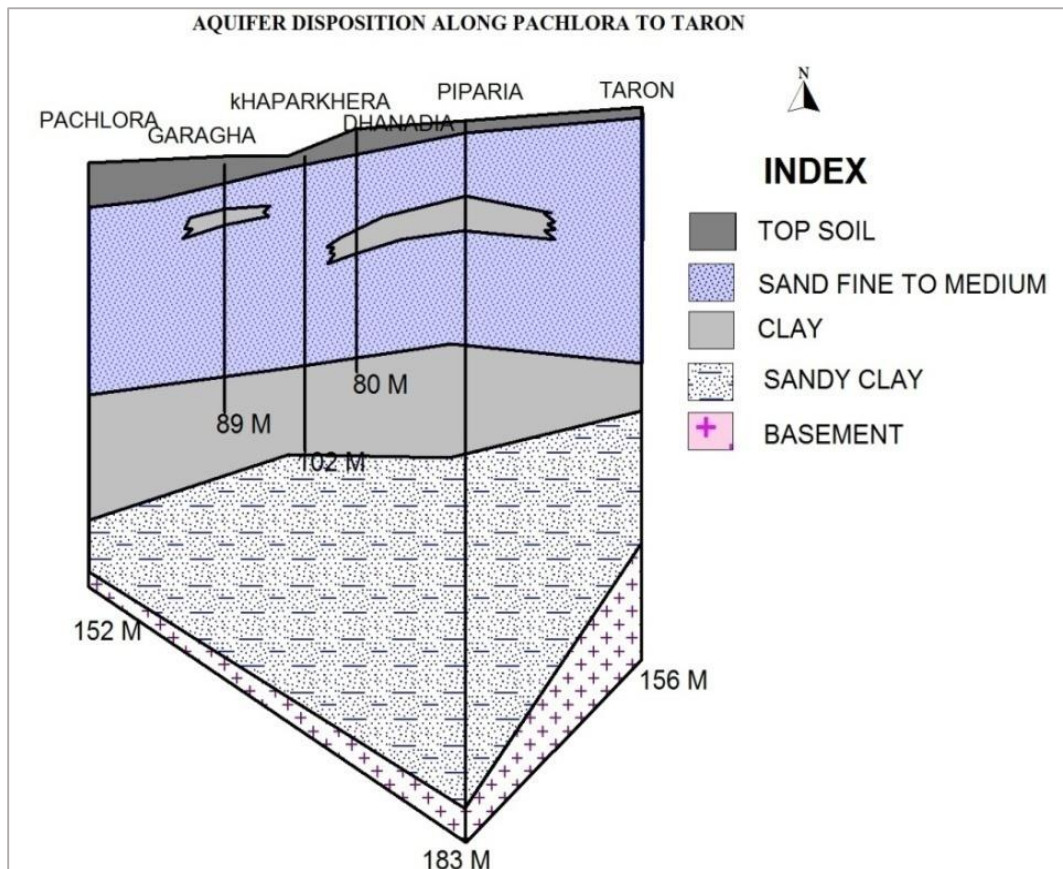 AQUIFER DISPOSITION ALONG PACHLORA TO TARON
N
PACHLORA
GARAGHA
kHAPARKHERA
DHANADIA
PIPARIA
TARON
INDEX
TOP SOIL
SAND FINE TO MEDIUM
CLAY
SANDY CLAY
BASEMENT
80 M
89 M
102 M
152 M
156 M
183 M